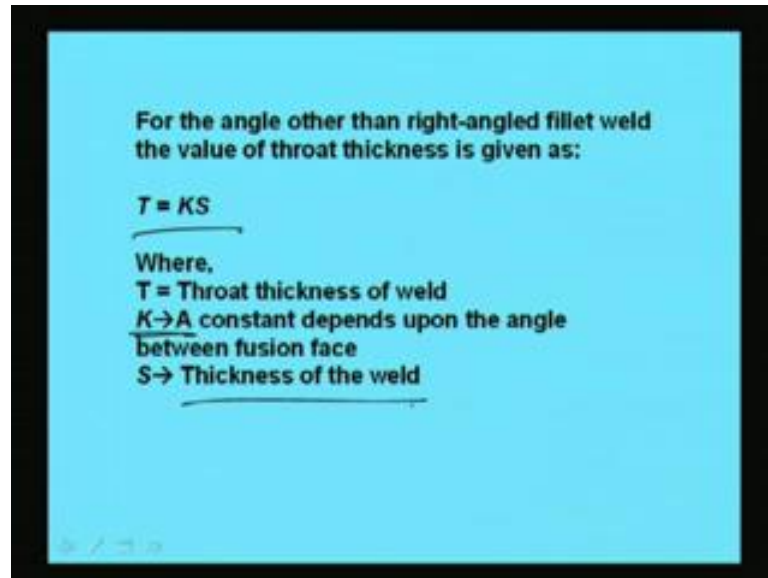 For the angle other than right-angled fillet weld
the value of throat thickness is given as:
T = KS
Where,
T = Throat thickness of weld
K→A constant depends upon the angle
between fusion face
S→ Thickness of the weld